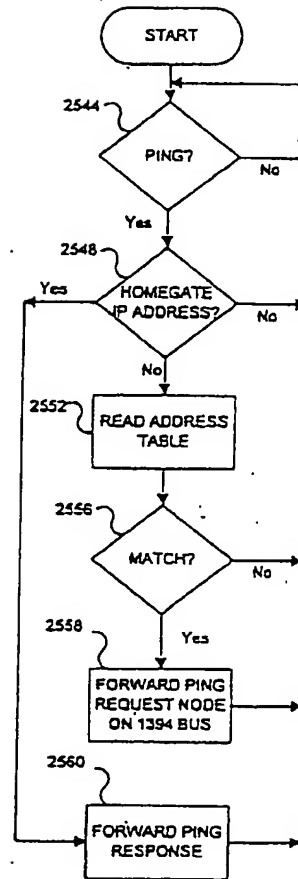 START
2544
PING?
No
Yes
2548
Yes
HOMEGATE
IP ADDRESS?
No
No
2552
READ ADDRESS
TABLE
2556
MATCH?
No
Yes
2558
FORWARD PING
REQUEST NODE
ON 1394 BUS
2560
FORWARD PING
RESPONSE